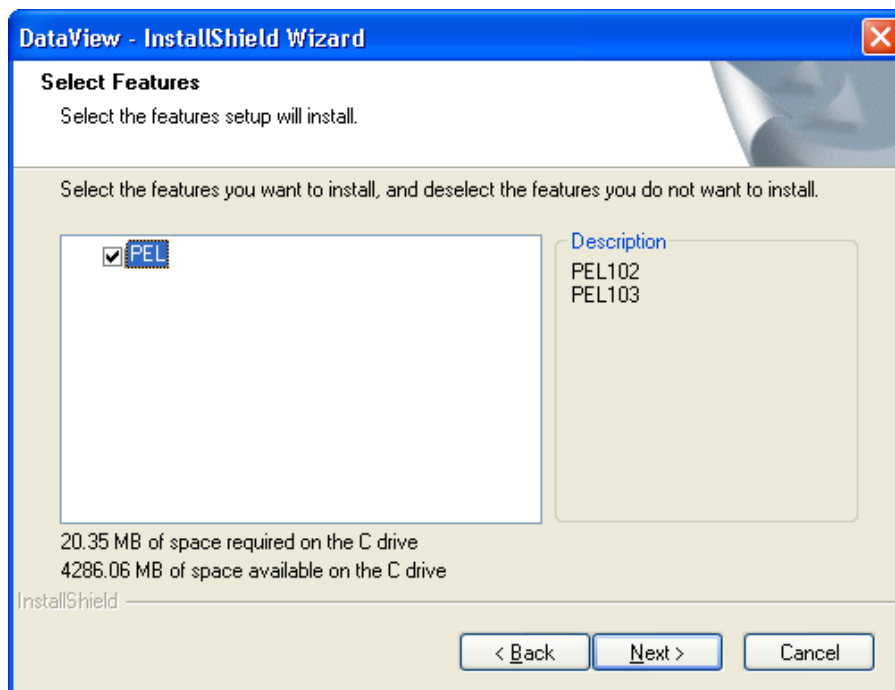 DataView - InstallShield Wizard
Select Features
Select the features setup will install.
Select the features you want to install, and deselect the features you do not want to install.
PEL
Description
PEL102
PEL103
20.35 MB of space required on the C drive
4286.06 MB of space available on the C drive
InstallShield
< Back
Next >
Cancel